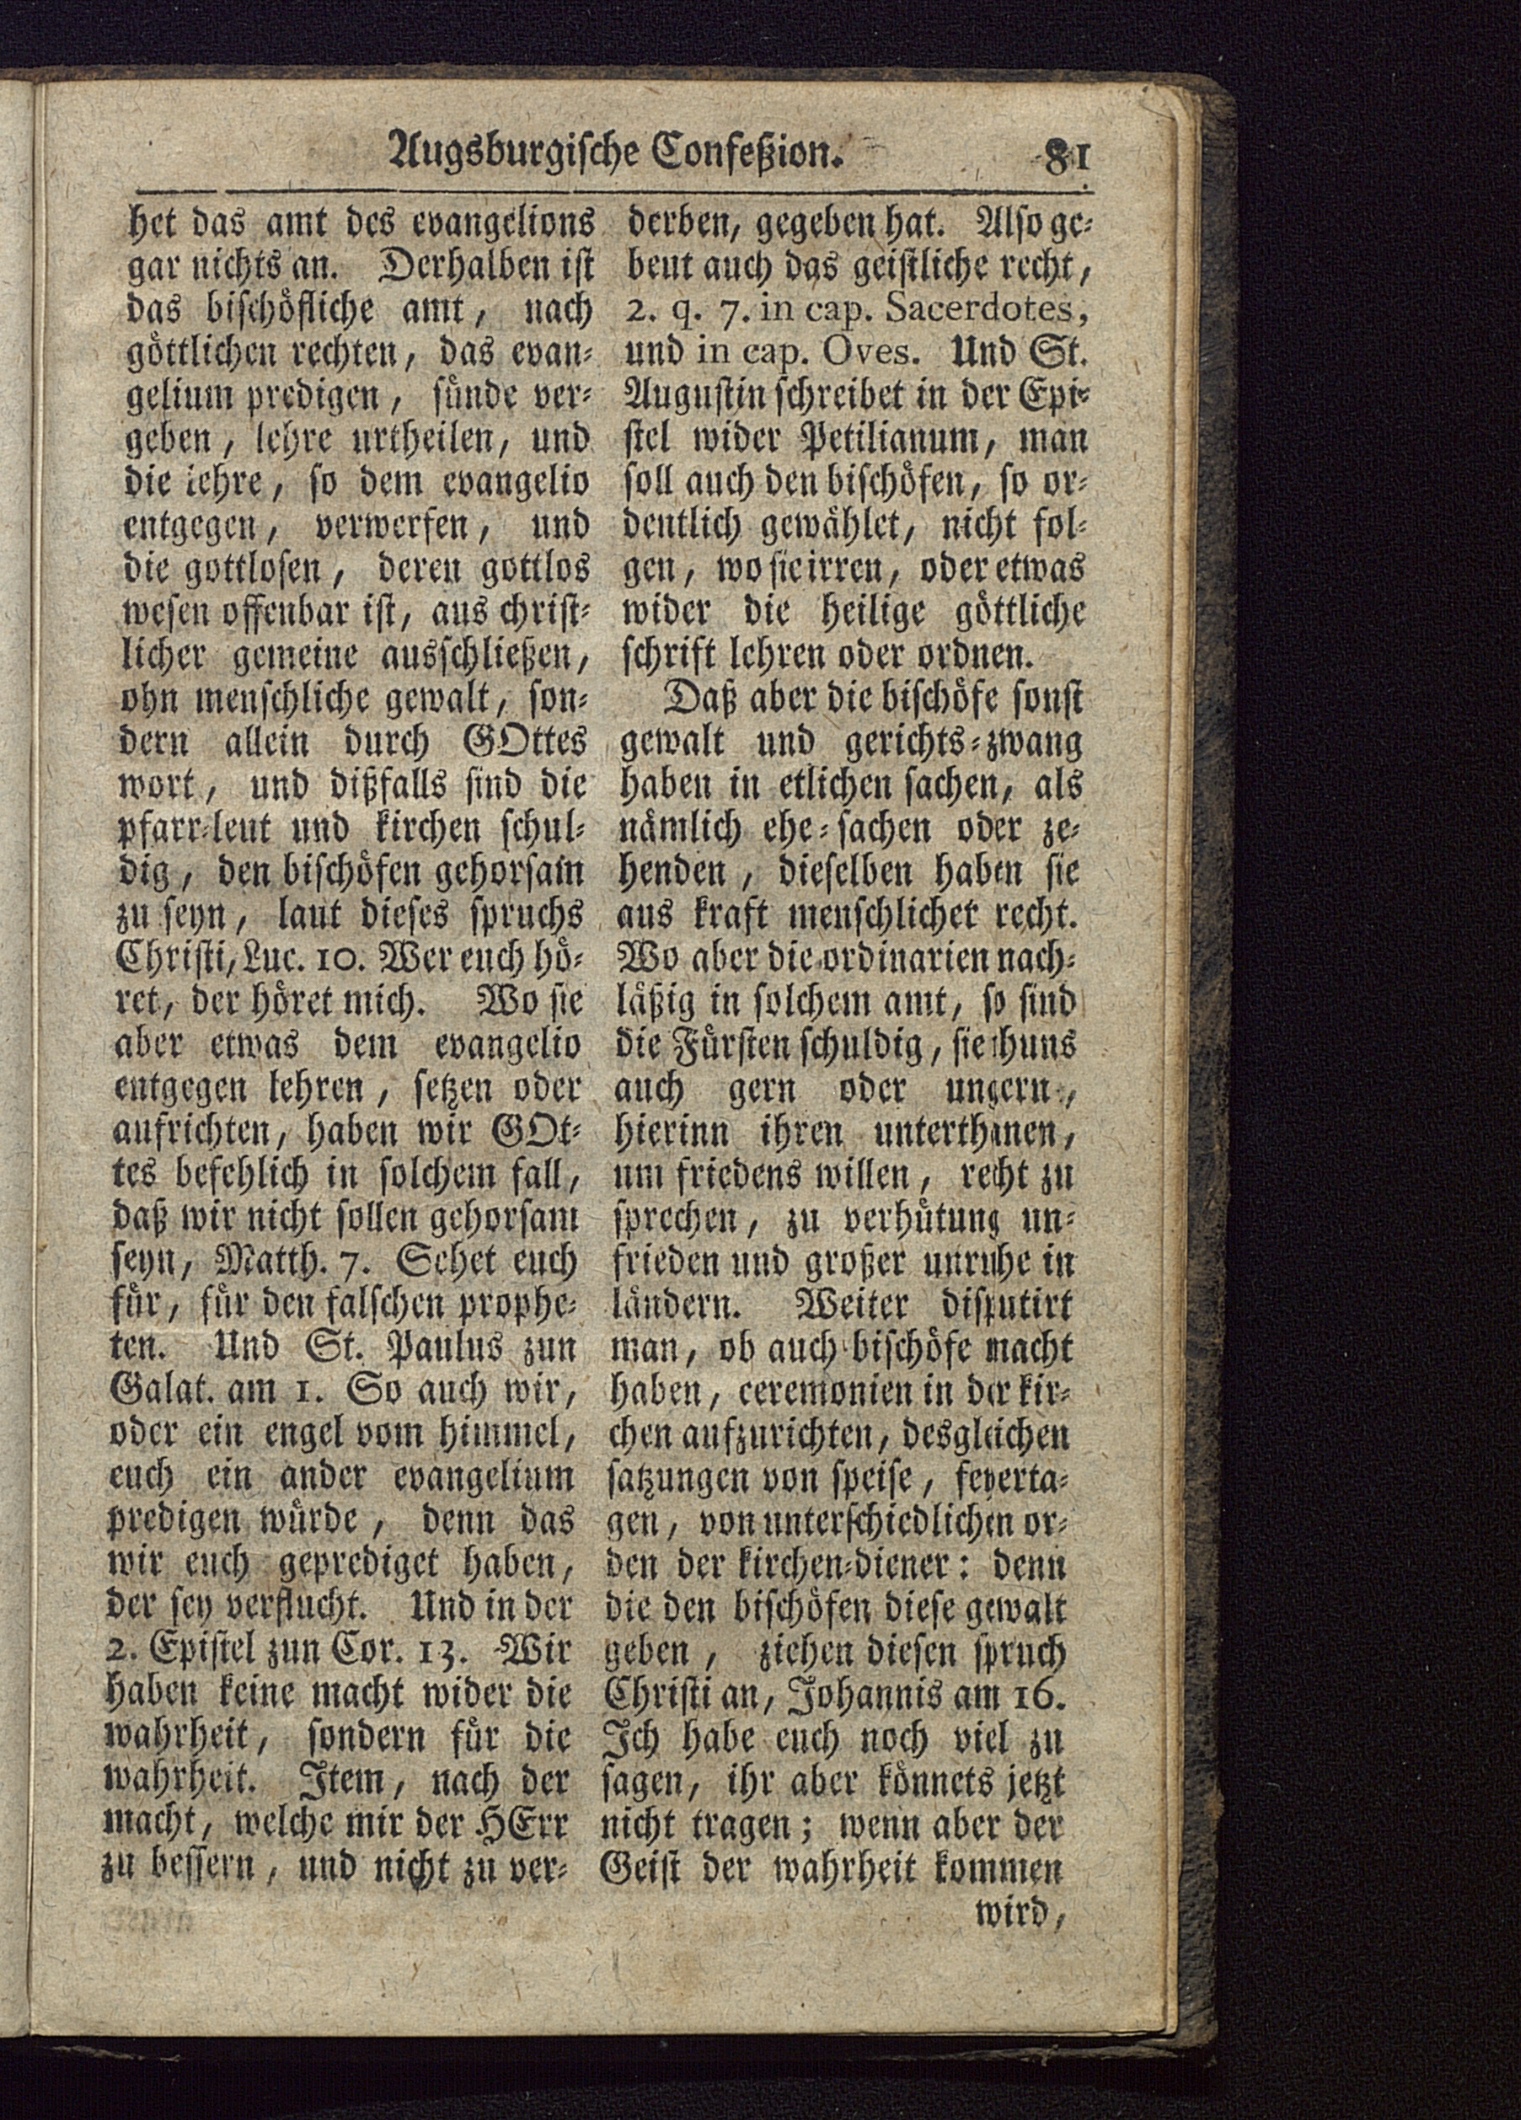 Augsburgische Confeßion. 81
het das amt des evangelions
gar nichts an. Derhalben ist
das bischöfliche amt, nach
göttlichen rechten, das evan-
gelium predigen, sünde ver-
geben, lehre urtheilen, und
die lehre, so dem evangelio
entgegen, verwerfen, und
die gottlosen, deren gottlos
wesen offenbar ist, aus christ-
licher gemeine ausschließen,
ohn menschliche gewalt, son-
dern allein durch GOttes
wort, und dißfalls sind die
pfarr-leut und kirchen schul-
dig, den bischöfen gehorsam
zu seyn, laut dieses spruchs
Christi, Luc. 10. Wer euch hö-
ret, der höret mich. Wo sie
aber etwas dem evangelio
entgegen lehren, setzen oder
aufrichten, haben wir GOt-
tes befehlich in solchem fall,
daß wir nicht sollen gehorsam
seyn, Matth. 7. Sehet euch
für, für den falschen prophe-
ten. Und St. Paulus zun
Galat. am 1. So auch wir,
oder ein engel vom himmel,
euch ein ander evangelium
predigen würde, denn das
wir euch geprediget haben,
der sey verflucht. Und in der
2. Epistel zun Cor. 13. Wir
haben keine macht wider die
wahrheit, sondern für die
wahrheit. Item, nach der
macht, welche mir der HErr
zu bessern, und nicht zu ver-
derben, gegeben hat. Also ge-
beut auch das geistliche recht,
2. q. 7. in cap. Sacerdotes,
und in cap. Oves. Und St.
Augustin schreibet in der Epi-
stel wider Petilianum, man
soll auch den bischöfen, so or-
dentlich gewählet, nicht fol-
gen, wo sie irren, oder etwas
wider die heilige göttliche
schrift lehren oder ordnen.
Daß aber die bischöfe sonst
gewalt und gerichts-zwang
haben in etlichen sachen, als
nämlich ehe-sachen oder ze-
henden, dieselben haben sie
aus kraft menschlicher recht.
Wo aber die ordinarien nach-
läßig in solchem amt, so sind
die Fürsten schuldig, sie thuns
auch gern oder ungern,
hierinn ihren unterthanen,
um friedens willen, recht zu
sprechen, zu verhütung un-
frieden und großer unruhe in
ländern. Weiter disputirt
man, ob auch bischöfe macht
haben, ceremonien in der kir-
chen aufzurichten, desgleichen
satzungen von speise, feyerta-
gen, von unterschiedlichen or-
den der kirchen-diener: denn
die den bischöfen diese gewalt
geben, ziehen diesen spruch
Christi an, Johannis am 16.
Ich habe euch noch viel zu
sagen, ihr aber könnets jetzt
nicht tragen; wenn aber der
Geist der wahrheit kommen
wird,